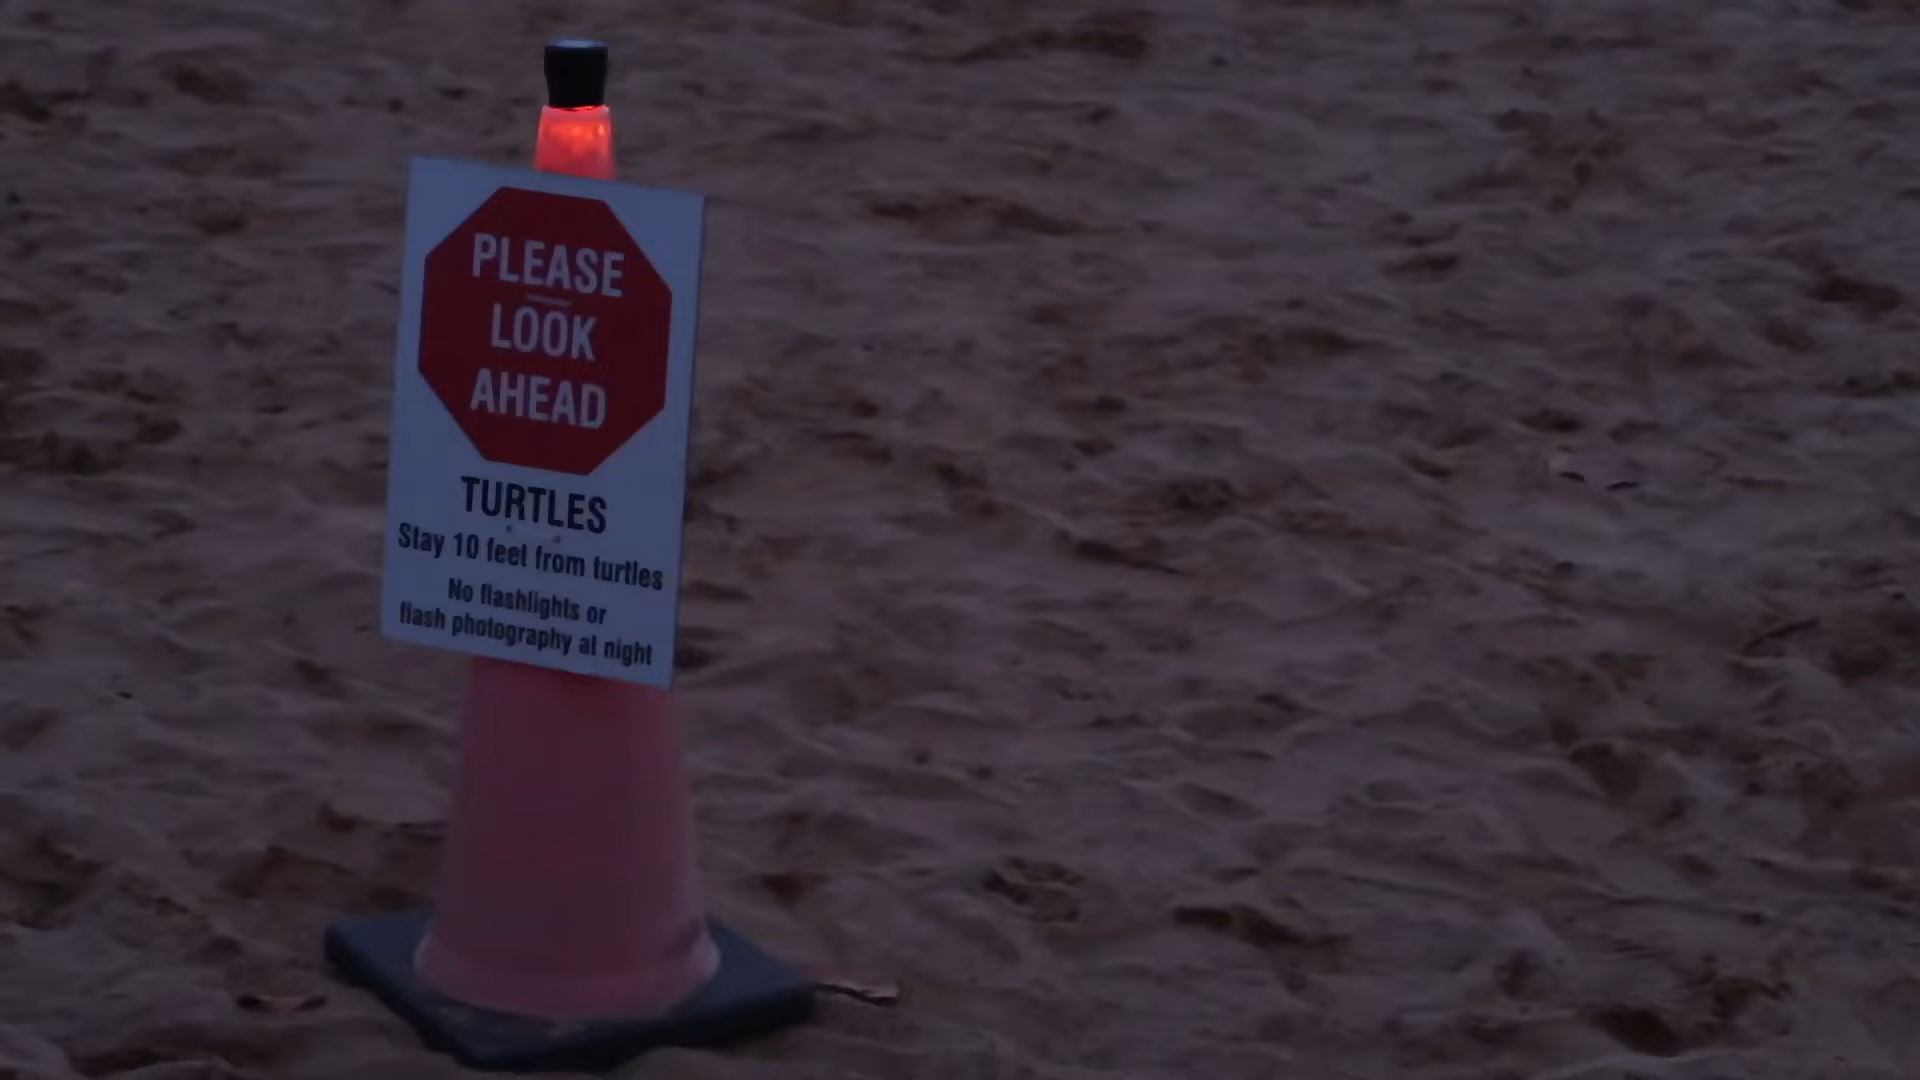 PLEASE
LOOK
AHEAD
TURTLES
Stay 10 feet from turtles
No flashlights or
flash photography at night